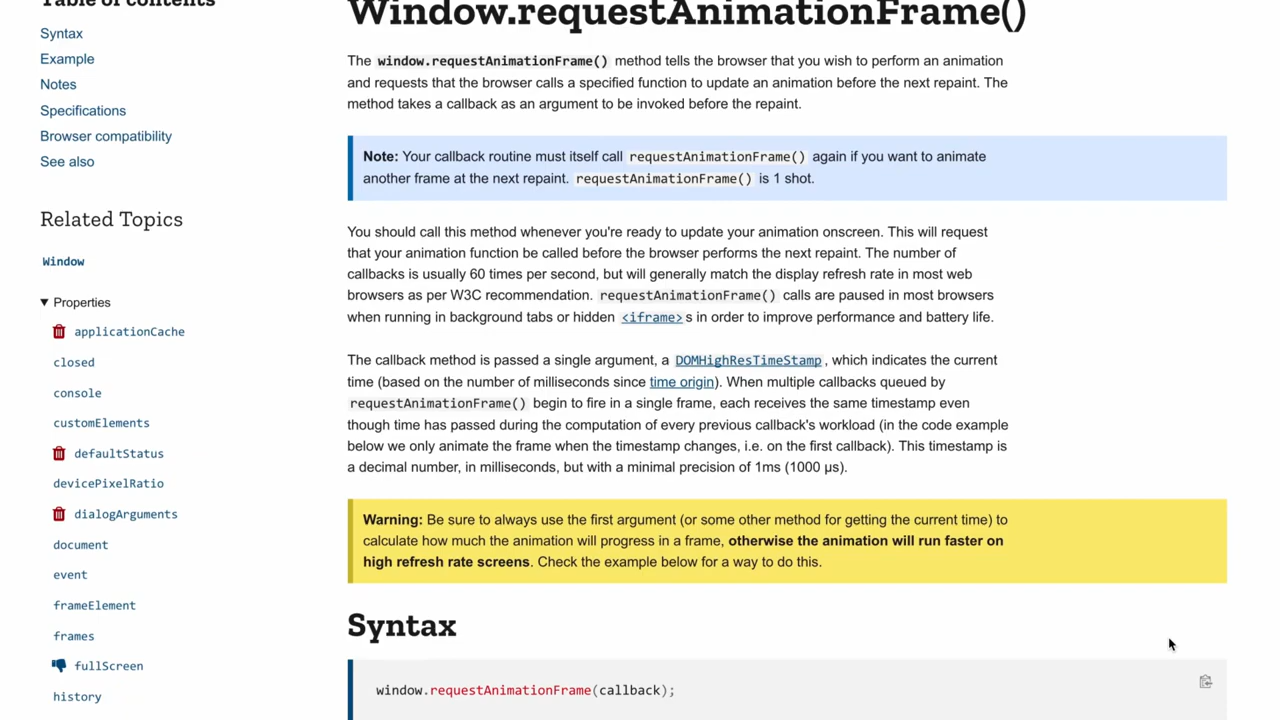 Table of contents
Syntax
Example
Notes
Specifications
Browser compatibility
See also
Related Topics
Window
Properties
applicationCache
closed
console
customElements
defaultStatus
devicePixelRatio
dialogArguments
document
event
frameElement
frames
fullScreen
history
Window.requestAnimationFrame()
The window.requestAnimationFrame() method tells the browser that you wish to perform an animation
and requests that the browser calls a specified function to update an animation before the next repaint. The
method takes a callback as an argument to be invoked before the repaint.
Note: Your callback routine must itself call requestAnimationFrame() again if you want to animate
another frame at the next repaint. requestAnimationFrame() is 1 shot.
You should call this method whenever you're ready to update your animation onscreen. This will request
that your animation function be called before the browser performs the next repaint. The number of
callbacks is usually 60 times per second, but will generally match the display refresh rate in most web
browsers as per W3C recommendation. requestAnimationFrame() calls are paused in most browsers
when running in background tabs or hidden <iframe>s in order to improve performance and battery life.
The callback method is passed a single argument, a DOMHighResTimeStamp, which indicates the current
time (based on the number of milliseconds since time origin). When multiple callbacks queued by
requestAnimationFrame() begin to fire in a single frame, each receives the same timestamp even
though time has passed during the computation of every previous callback's workload (in the code example
below we only animate the frame when the timestamp changes, i.e. on the first callback). This timestamp is
a decimal number, in milliseconds, but with a minimal precision of 1ms (1000 µs).
Warning: Be sure to always use the first argument (or some other method for getting the current time) to
calculate how much the animation will progress in a frame, otherwise the animation will run faster on
high refresh rate screens. Check the example below for a way to do this.
Syntax
window.requestAnimationFrame(callback);